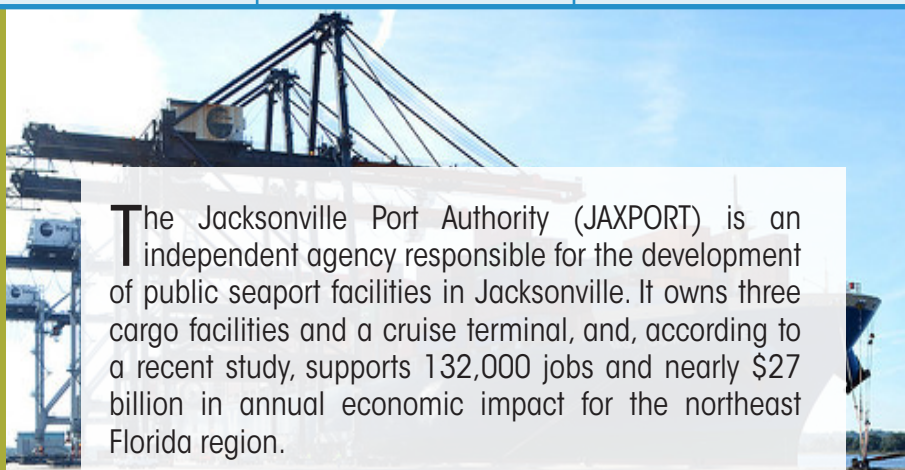 The Jacksonville Port Authority (JAXPORT) is an
independent agency responsible for the development
of public seaport facilities in Jacksonville. It owns three
cargo facilities and a cruise terminal, and, according to
a recent study, supports 132,000 jobs and nearly $27
billion in annual economic impact for the northeast
Florida region.